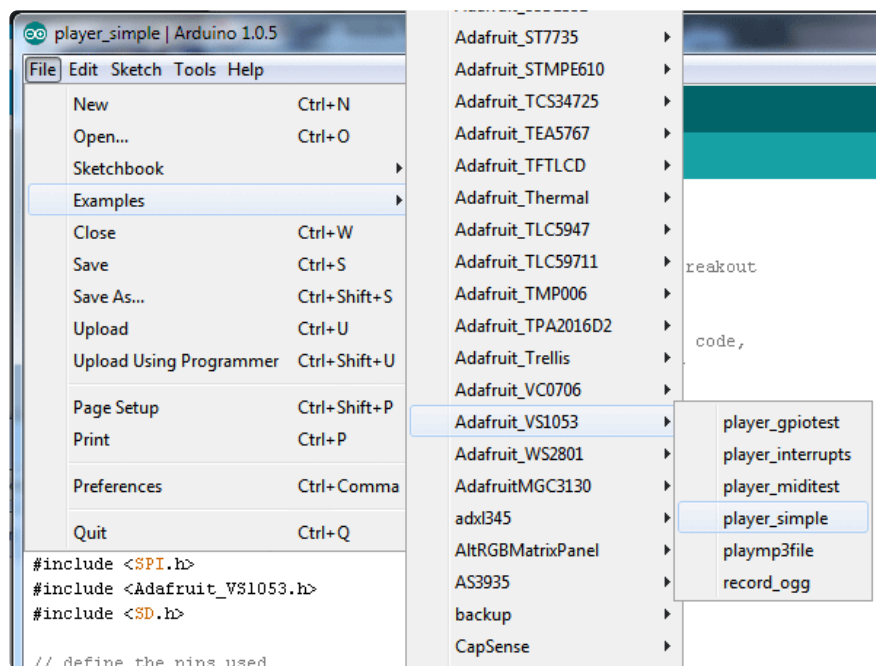 player_simple | Arduino 1.0.5
File Edit Sketch Tools Help
New Ctrl+N
Open... Ctrl+O
Sketchbook
Examples
Close Ctrl+W
Save Ctrl+S
Save As... Ctrl+Shift+S
Upload Ctrl+U
Upload Using Programmer Ctrl+Shift+U
Page Setup Ctrl+Shift+P
Print Ctrl+P
Preferences Ctrl+Comma
Quit Ctrl+Q
Adafruit_ST7735
Adafruit_STMPE610
Adafruit_TCS34725
Adafruit_TEA5767
Adafruit_TFTLCD
Adafruit_Thermal
Adafruit_TLC5947
Adafruit_TLC59711
Adafruit_TMP006
Adafruit_TPA2016D2
Adafruit_Trellis
Adafruit_VC0706
Adafruit_VS1053
Adafruit_WS2801
AdafruitMGC3130
adxl345
AltRGBMatrixPanel
AS3935
backup
CapSense
player_gpiotest
player_interrupts
player_miditest
player_simple
playmp3file
record_ogg
reakout
code,
#include <SPI.h>
#include <Adafruit_VS1053.h>
#include <SD.h>
// define the pins used